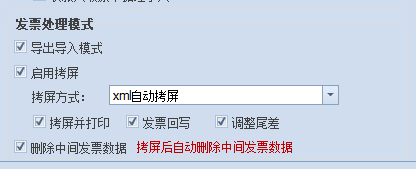 发票处理模式
导出导入模式
启用拷屏
拷屏方式： xml自动拷屏
拷屏并打印 发票回写 调整尾差
删除中间发票数据 拷屏后自动删除中间发票数据